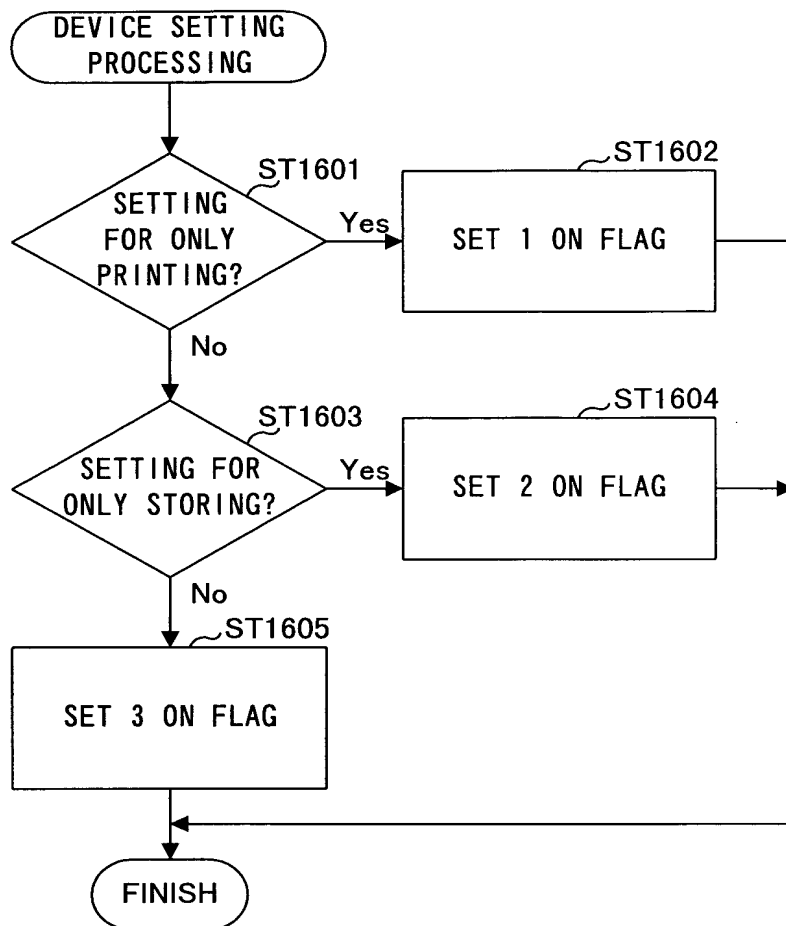 DEVICE SETTING
PROCESSING
ST1601
SETTING
FOR ONLY
PRINTING?
Yes
ST1602
SET 1 ON FLAG
No
ST1603
SETTING FOR
ONLY STORING?
Yes
ST1604
SET 2 ON FLAG
No
ST1605
SET 3 ON FLAG
FINISH